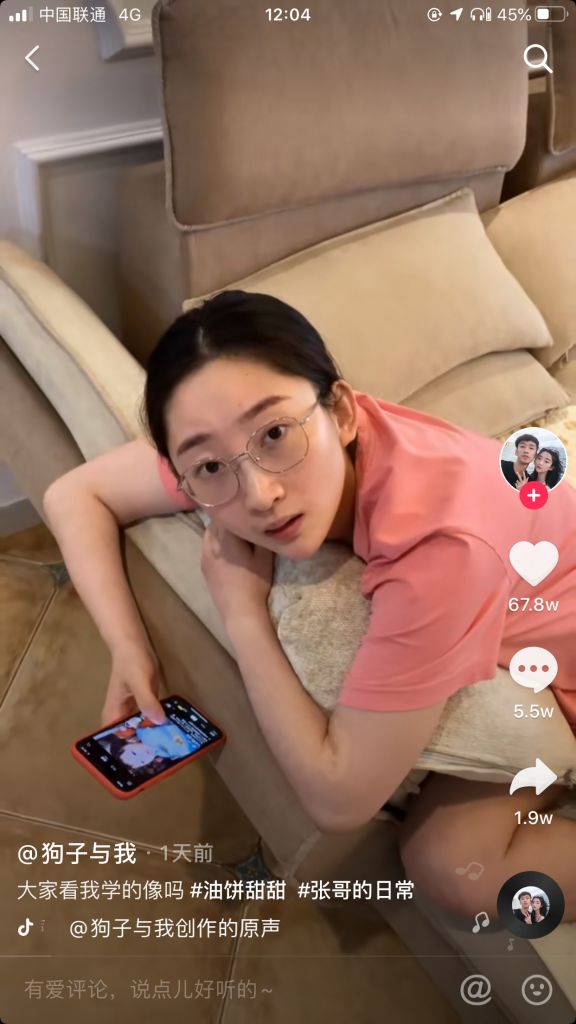 中国联通 4G
12:04
45%
67.8w
5.5w
1.9w
@狗子与我 · 1天前
大家看我学的像吗 #油饼甜甜 #张哥的日常
@狗子与我创作的原声
有爱评论，说点儿好听的～